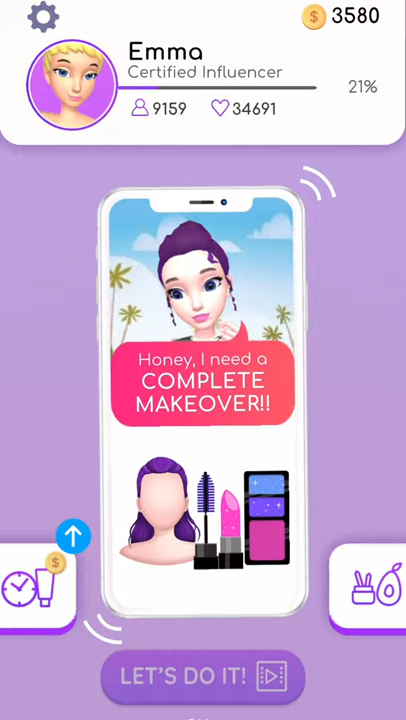 3580
Emma
Certified Influencer
21%
9159
34691
Honey, I need a
COMPLETE
MAKEOVER!!
LET'S DO IT!